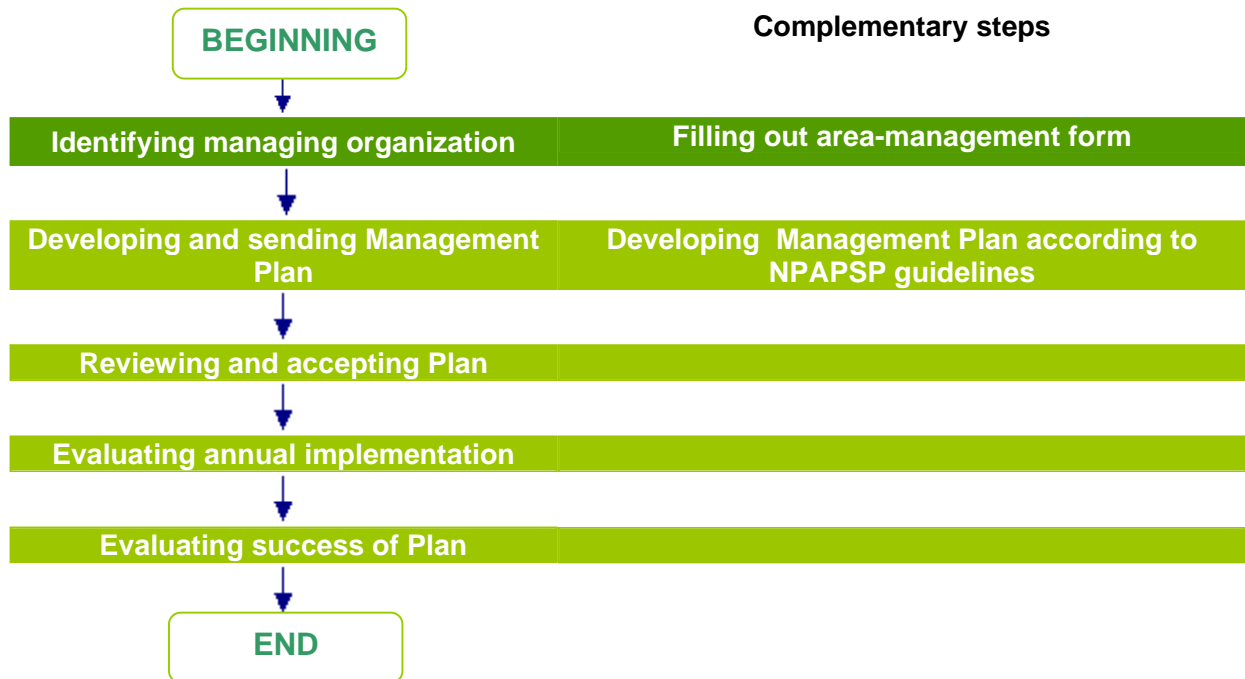 BEGINNING
Complementary steps
Identifying managing organization
Filling out area-management form
Developing and sending Management
Plan
Developing Management Plan according to
NPAPSP guidelines
Reviewing and accepting Plan
Evaluating annual implementation
Evaluating success of Plan
END